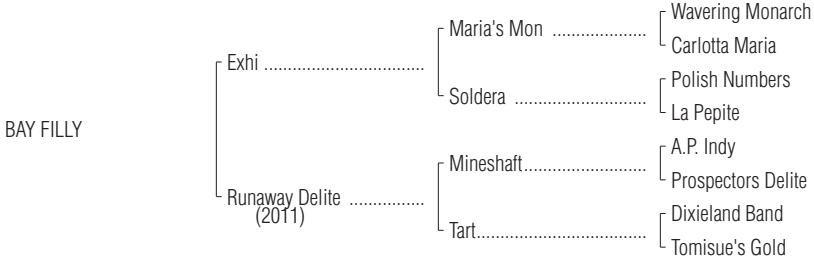 Wavering Monarch
Maria's Mon ......................
Carlotta Maria
Exhi .....................................
Polish Numbers
Soldera ...............................
La Pepite
BAY FILLY
A.P. Indy
Mineshaft.............................
Prospectors Delite
Runaway Delite .................
(2011)
Dixieland Band
Tart........................................
Tomisue's Gold